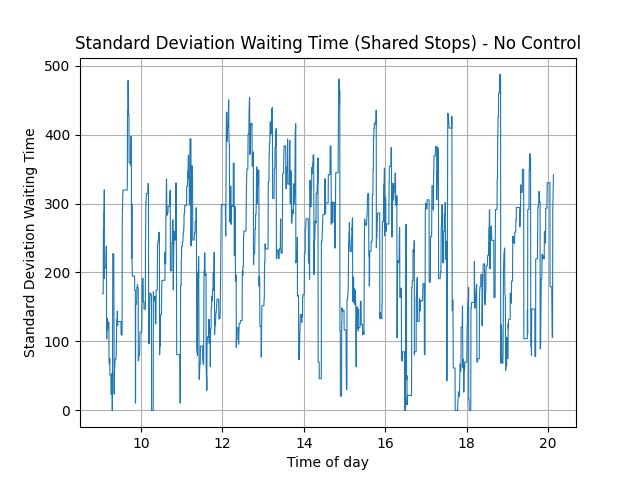 Standard Deviation Waiting Time (Shared Stops) - No Control
Standard Deviation Waiting Time
500
400
300
200
100
0
10 12 14 16 18 20
Time of day